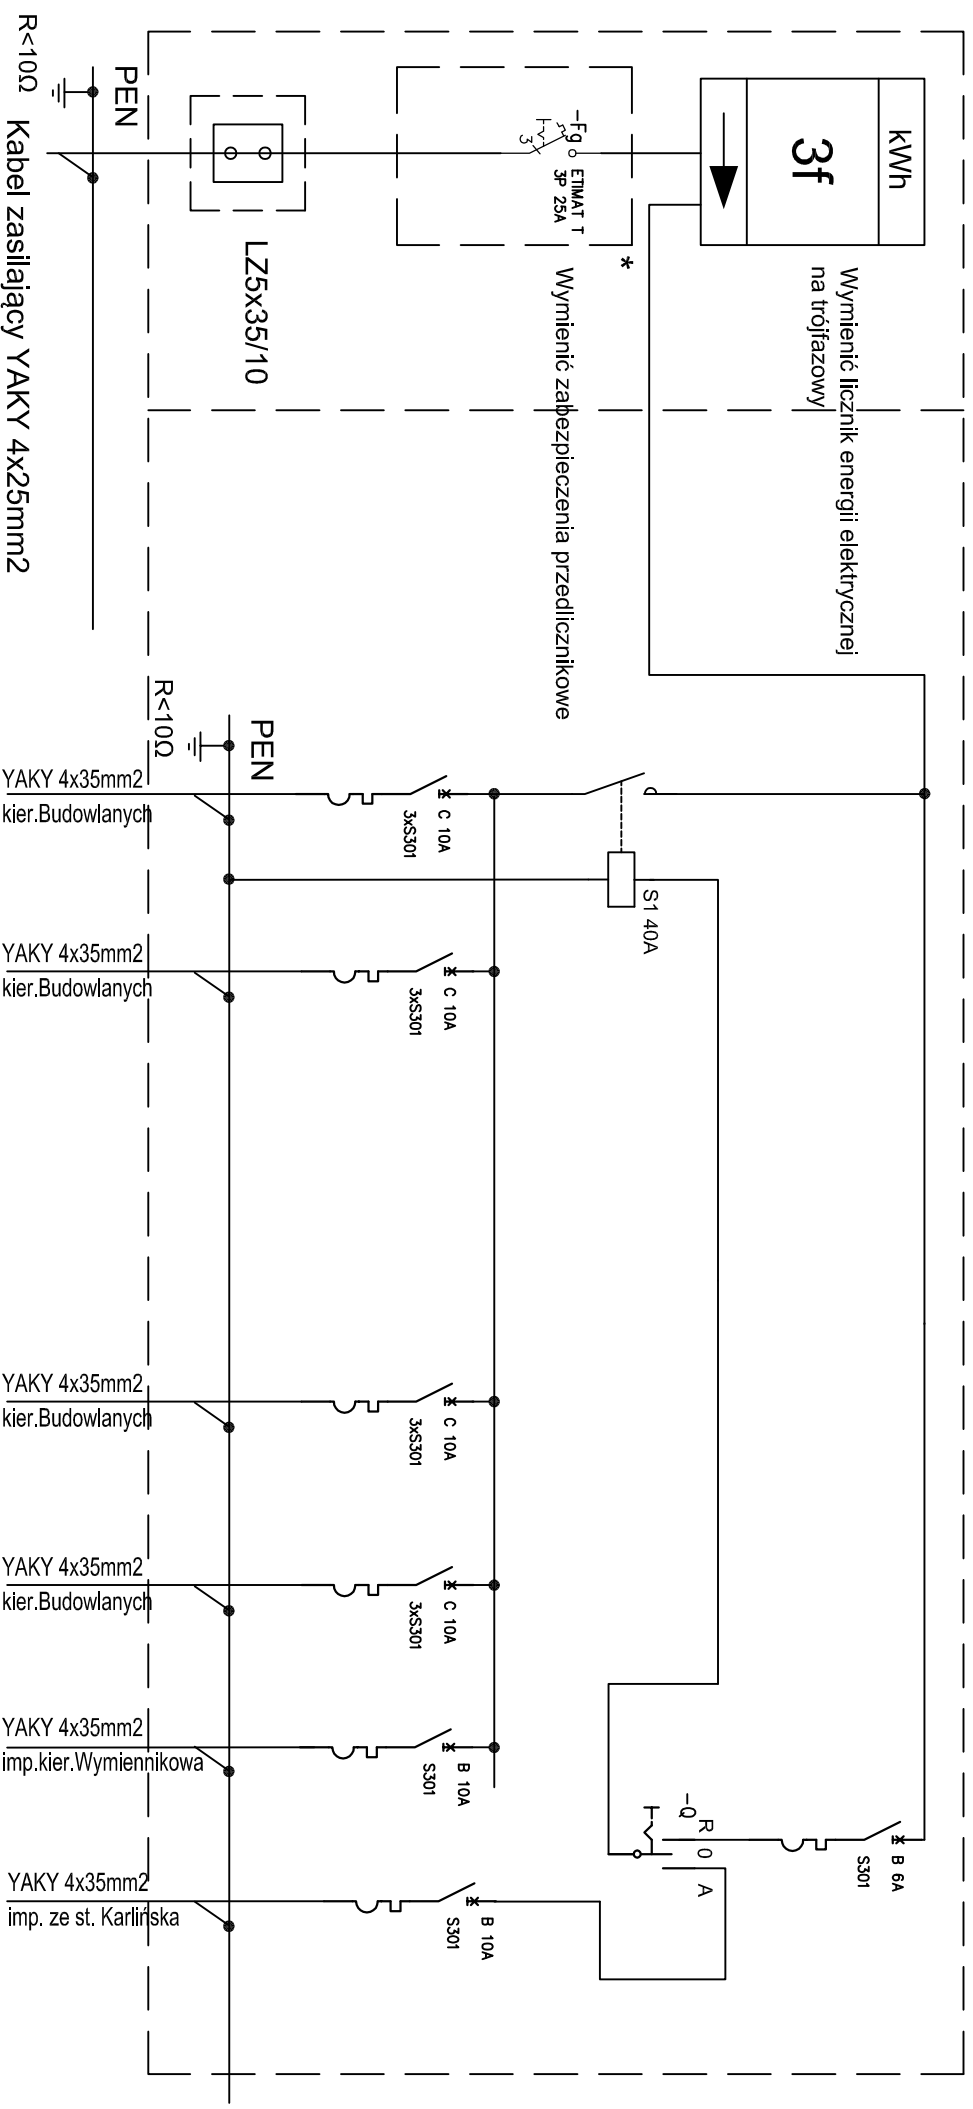 kWh
3f
Wymienić licznik energii elektrycznej
na trójfazowy
-Fg
3
ETIMAT T
3P 25A
*
Wymienić zabezpieczenia przedlicznikowe
LZ5x35/10
PEN
R<10Ω
Kabel zasilający YAKY 4x25mm2
PEN
R<10Ω
S1 40A
C 10A
3xS301
YAKY 4x35mm2
kier.Budowlanych
C 10A
3xS301
YAKY 4x35mm2
kier.Budowlanych
C 10A
3xS301
YAKY 4x35mm2
kier.Budowlanych
C 10A
3xS301
YAKY 4x35mm2
kier.Budowlanych
B 10A
S301
YAKY 4x35mm2
imp.kier.Wymiennikowa
B 6A
S301
-Q
R 0 A
B 10A
S301
YAKY 4x35mm2
imp. ze st. Karlińska